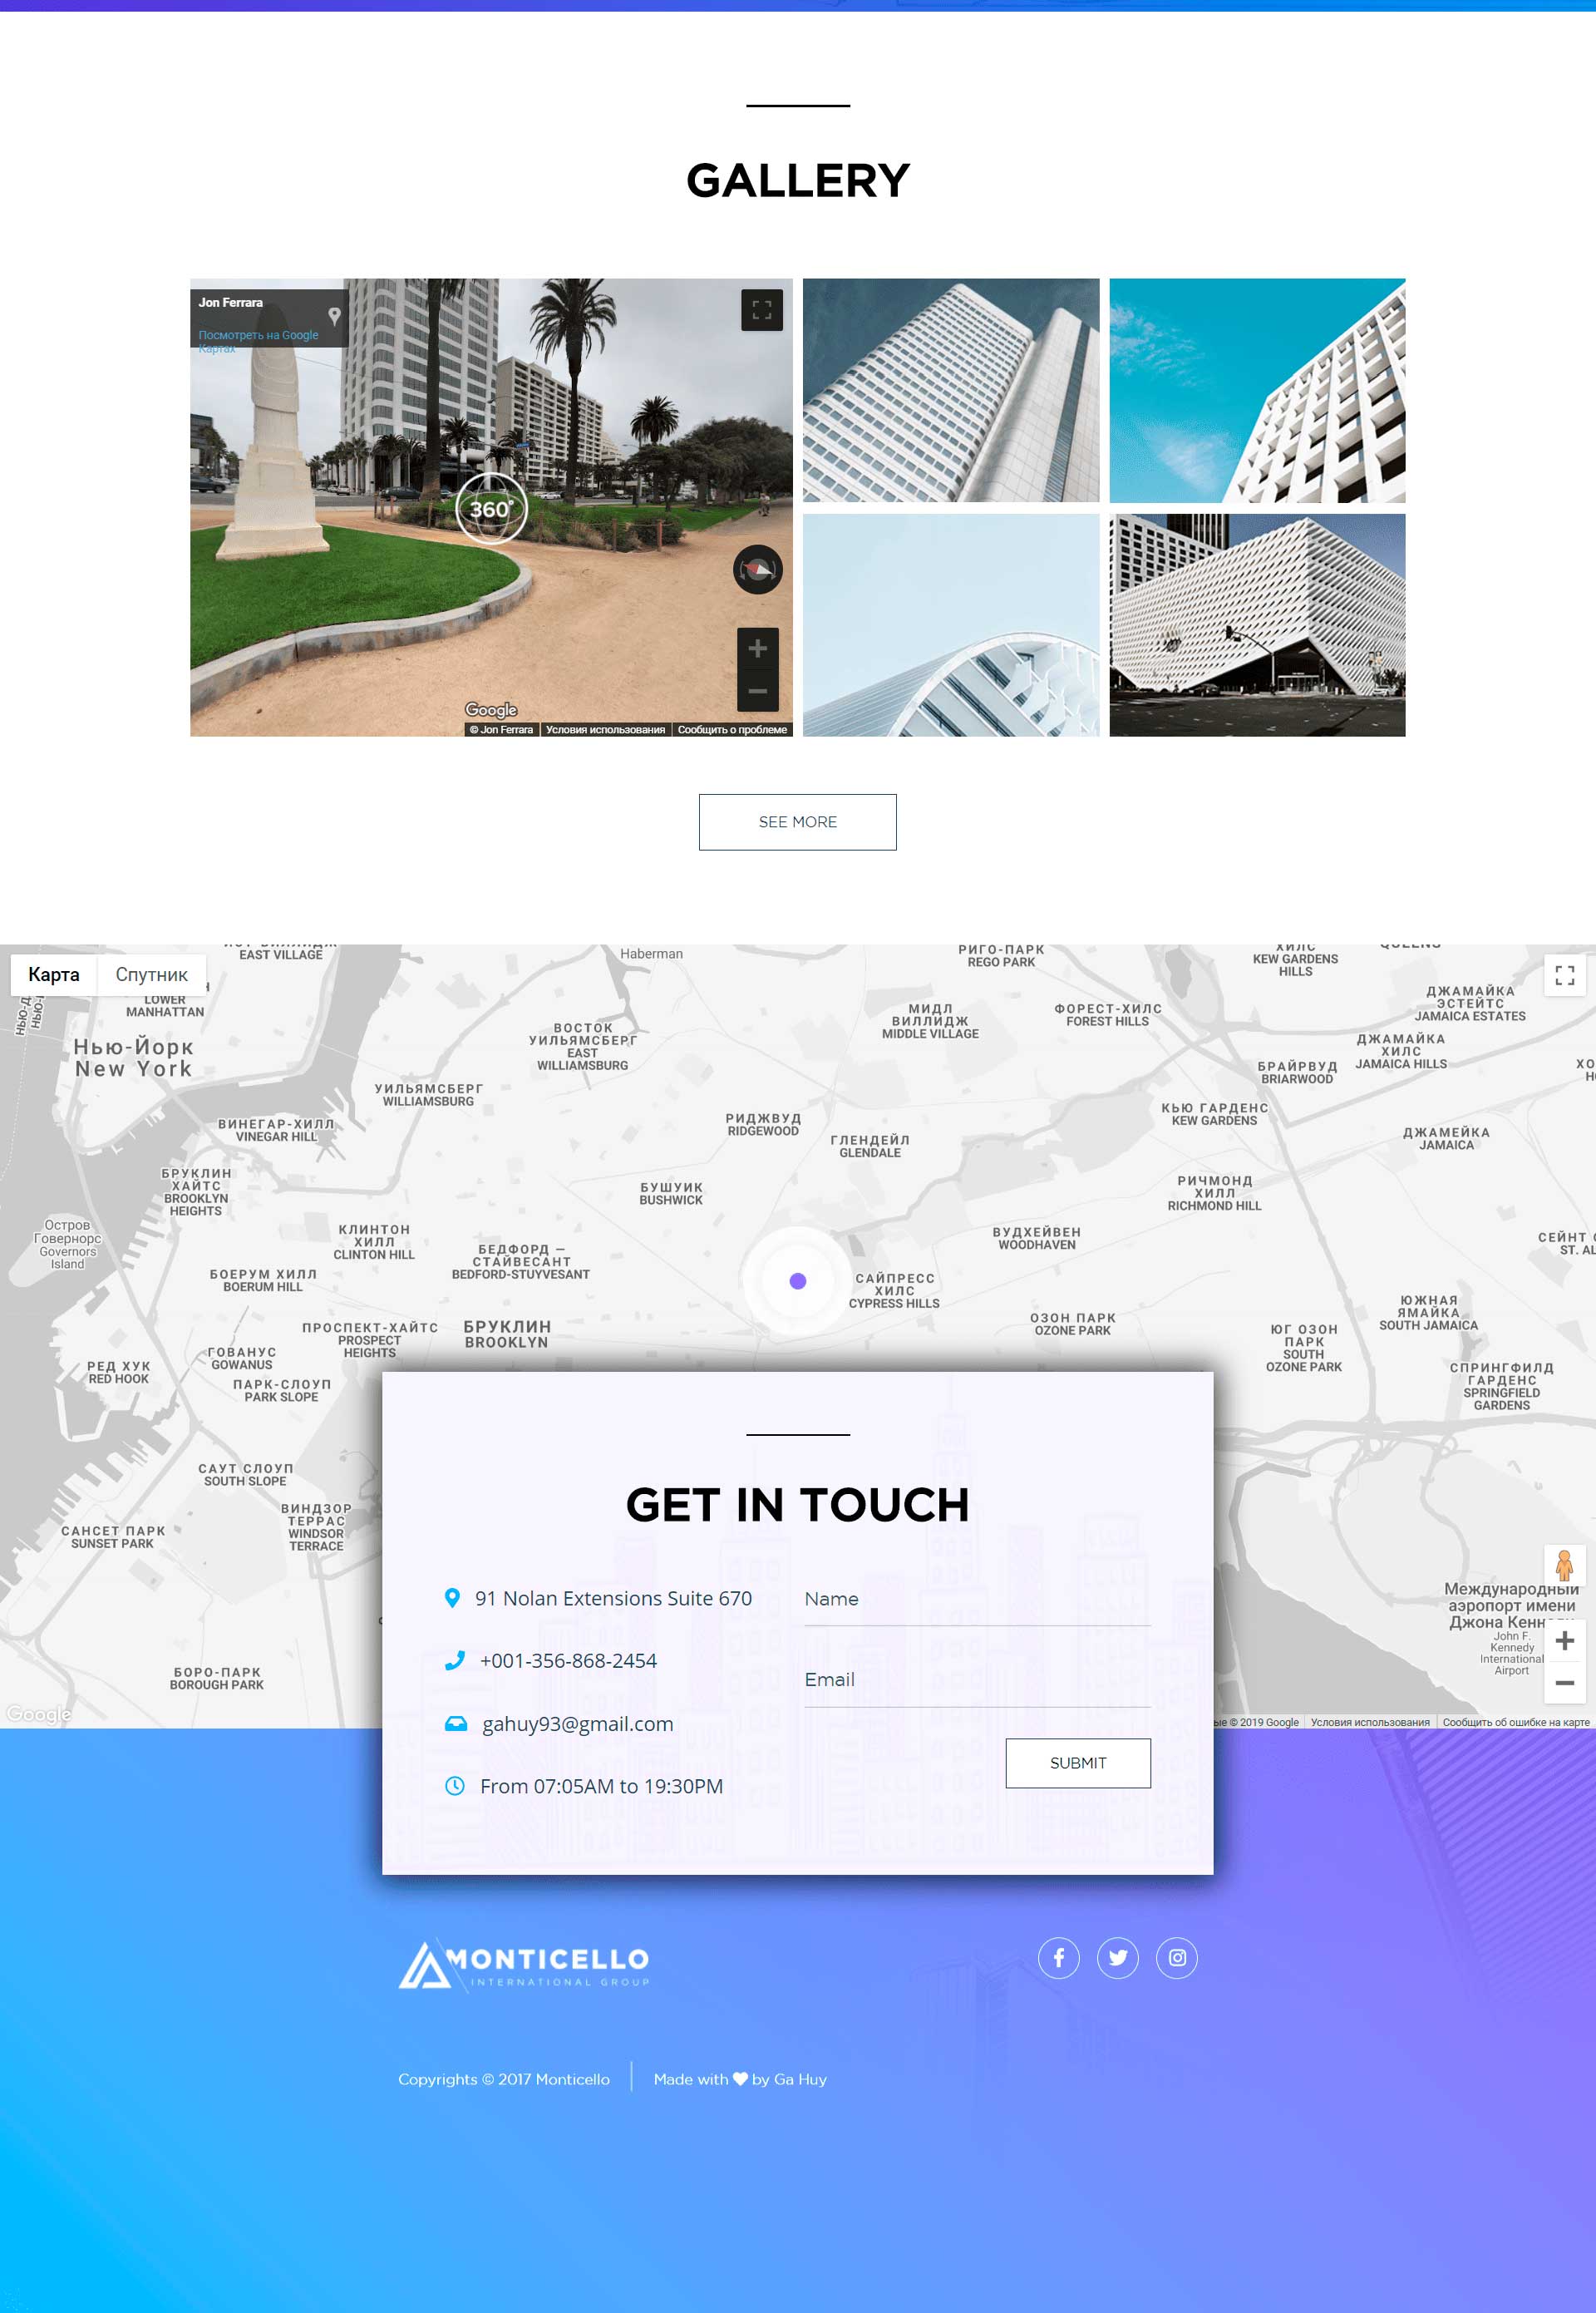 GALLERY
Jon Ferrara
Посмотреть на Google
Картах
360°
Google
© Jon Ferrara
Условия использования
Сообщить о проблеме
SEE MORE
Карта
Спутник
EAST VILLAGE
Haberman
РИГО-ПАРК
REGO PARK
ХИЛС
KEW GARDENS
HILLS
QUEENS
LOWER
MANHATTAN
Нью-Йорк
New York
ВОСТОК
УИЛЬЯМСБЕРГ
EAST
WILLIAMSBURG
МИДЛ
ВИЛЛИДЖ
MIDDLE VILLAGE
ФОРЕСТ-ХИЛС
FOREST HILLS
ДЖАМАЙКА
ЭСТЕЙТС
JAMAICA ESTATES
ДЖАМАЙКА
ХИЛС
JAMAICA HILLS
БРАЙРВУД
BRIARWOOD
УИЛЬЯМСБЕРГ
WILLIAMSBURG
ВИНЕГАР-ХИЛЛ
VINEGAR HILL
РИДЖВУД
RIDGEWOOD
ГЛЕНДЕЙЛ
GLENDALE
КЬЮ ГАРДЕНС
KEW GARDENS
ДЖАМЕЙКА
JAMAICA
БРУКЛИН
ХАЙТС
BROOKLYN
HEIGHTS
БУШУИК
BUSHWICK
РИЧМОНД
ХИЛЛ
RICHMOND HILL
Остров
Говернорс
Governors
Island
КЛИНТОН
ХИЛЛ
CLINTON HILL
БЕДФОРД —
СТАЙВЕСАНТ
BEDFORD-STUYVESANT
ВУДХЕЙВЕН
WOODHAVEN
СЕЙНТ
ST. AL
БОЕРУМ ХИЛЛ
BOERUM HILL
САЙПРЕСС
ХИЛС
CYPRESS HILLS
ПРОСПЕКТ-ХАЙТС
PROSPECT
HEIGHTS
БРУКЛИН
BROOKLYN
ОЗОН ПАРК
OZONE PARK
ЮЖНАЯ
ЯМАЙКА
SOUTH JAMAICA
ЮГ ОЗОН
ПАРК
SOUTH
OZONE PARK
ГОВАНУС
GOWANUS
РЕД ХУК
RED HOOK
ПАРК-СЛОУП
PARK SLOPE
СПРИНГФИЛД
ГАРДЕНС
SPRINGFIELD
GARDENS
САУТ СЛОУП
SOUTH SLOPE
ВИНДЗОР
ТЕРРАС
WINDSOR
TERRACE
САНСЕТ ПАРК
SUNSET PARK
БОРО-ПАРК
BOROUGH PARK
Международный
аэропорт имени
Джона
John F.
Kennedy
International
Airport
Google
© 2019 Google
Условия использования
Сообщить об ошибке на карте
GET IN TOUCH
91 Nolan Extensions Suite 670
+001-356-868-2454
gahuy93@gmail.com
From 07:05AM to 19:30PM
Name
Email
SUBMIT
MONTICELLO
INTERNATIONAL GROUP
Copyrights © 2017 Monticello
Made with ♥ by Ga Huy